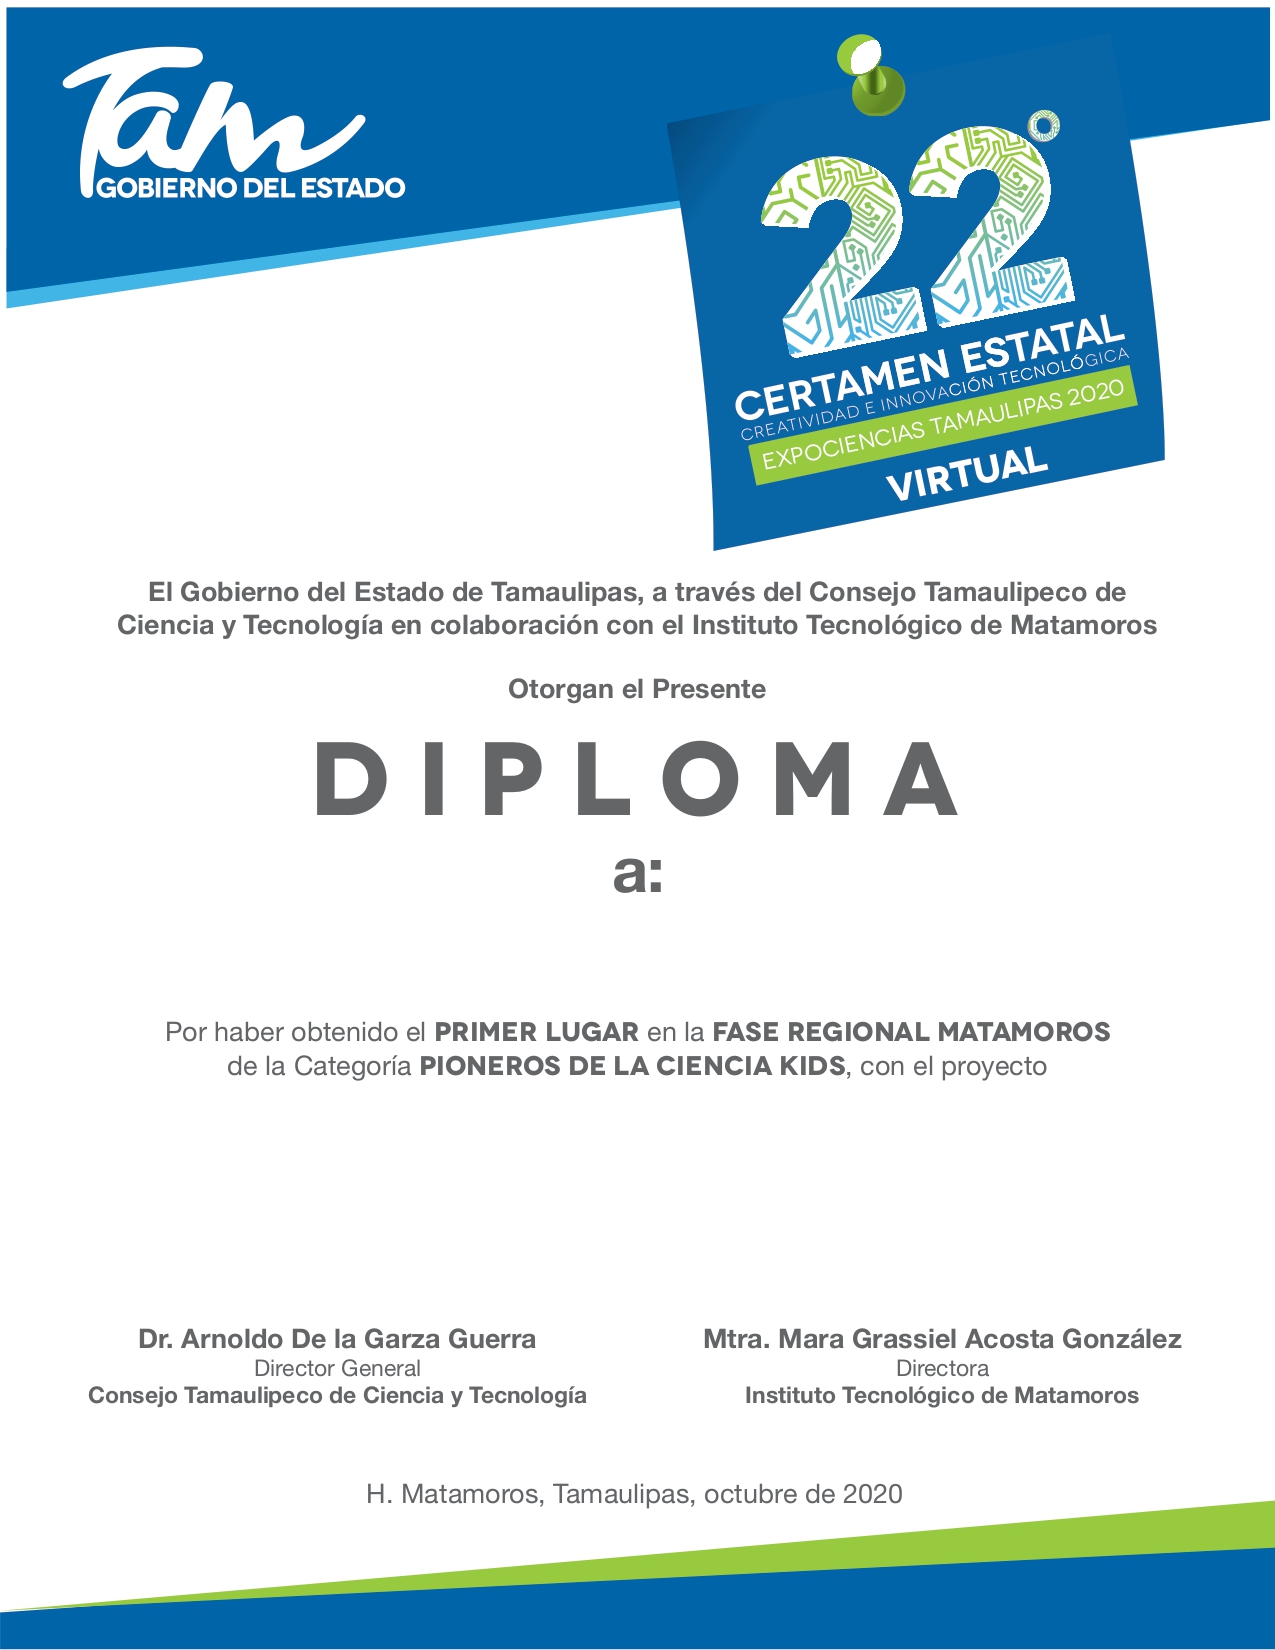 Tam
GOBIERNO DEL ESTADO
22°
CERTAMEN ESTATAL
CREATIVIDAD E INNOVACIÓN TECNOLÓGICA
EXPOCIENCIAS TAMAULIPAS 2020
VIRTUAL
El Gobierno del Estado de Tamaulipas, a través del Consejo Tamaulipeco de
Ciencia y Tecnología en colaboración con el Instituto Tecnológico de Matamoros
Otorgan el Presente
DIPLOMA
a:
Por haber obtenido el PRIMER LUGAR en la FASE REGIONAL MATAMOROS
de la Categoría PIONEROS DE LA CIENCIA KIDS, con el proyecto
Dr. Arnoldo De la Garza Guerra
Director General
Consejo Tamaulipeco de Ciencia y Tecnología
Mtra. Mara Grassiel Acosta González
Directora
Instituto Tecnológico de Matamoros
H. Matamoros, Tamaulipas, octubre de 2020